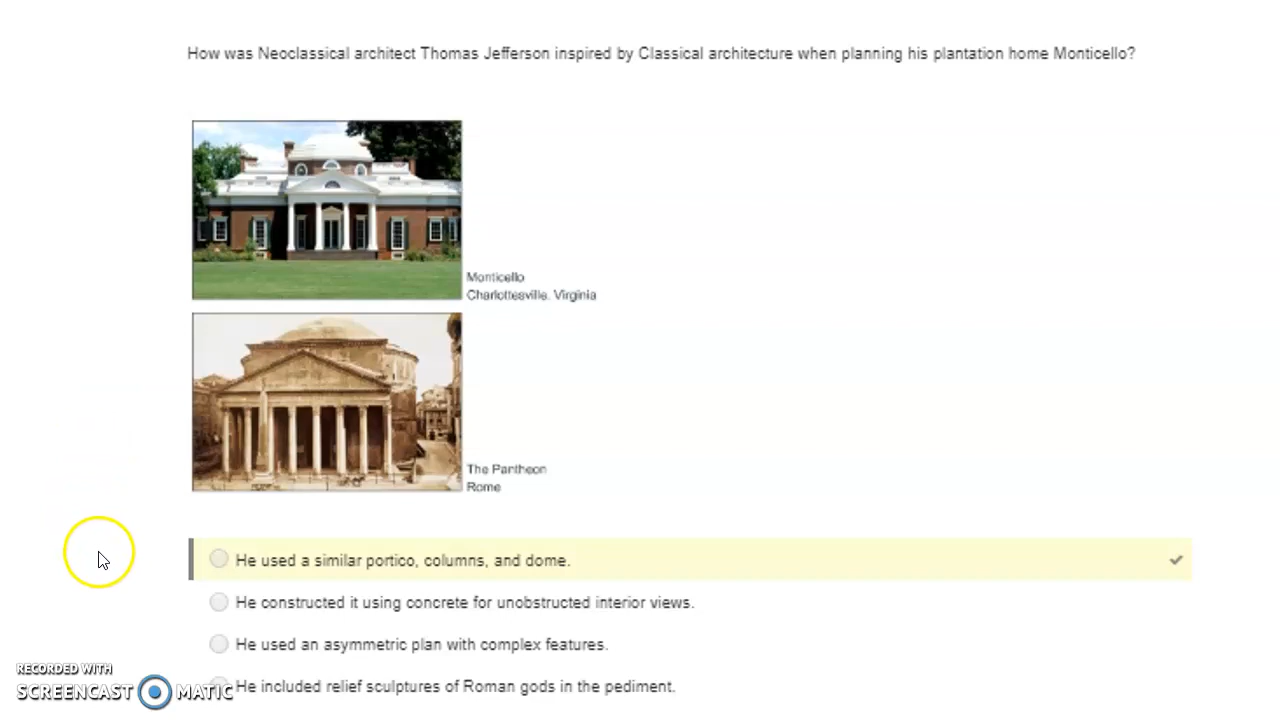 How was Neoclassical architect Thomas Jefferson inspired by Classical architecture when planning his plantation home Monticello?
Monticello
Charlottesville, Virginia
The Pantheon
Rome
He used a similar portico, columns, and dome.
He constructed it using concrete for unobstructed interior views.
He used an asymmetric plan with complex features.
He included relief sculptures of Roman gods in the pediment.
RECORDED WITH
SCREENCAST MATIC